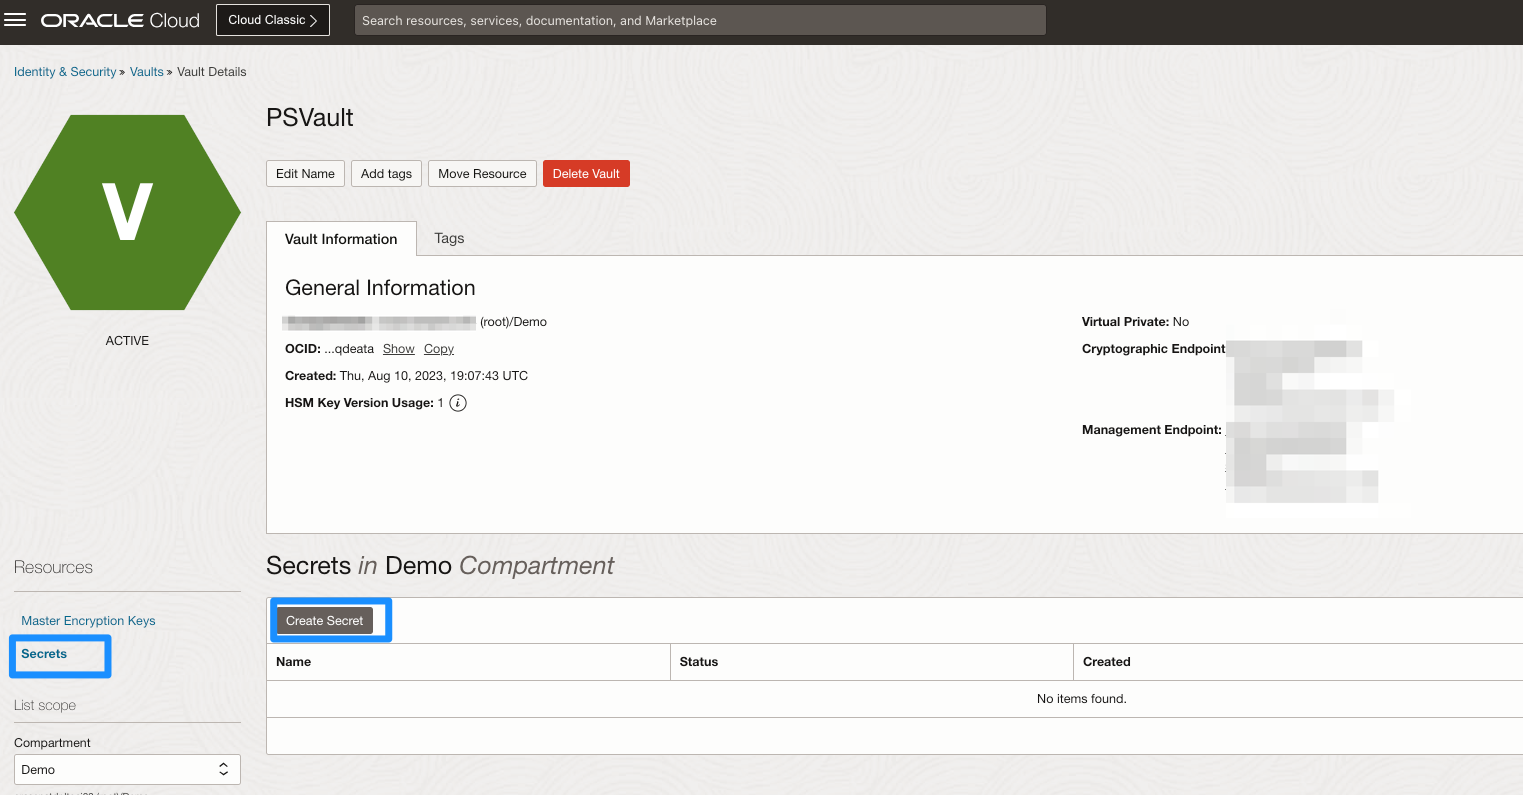 ORACLE Cloud
Cloud Classic
Search resources, services, documentation, and Marketplace
Identity & Security » Vaults » Vault Details
V
ACTIVE
PSVault
Edit Name
Add tags
Move Resource
Delete Vault
Vault Information
Tags
General Information
(root)/Demo
OCID: ...qdeata Show Copy
Created: Thu, Aug 10, 2023, 19:07:43 UTC
HSM Key Version Usage: 1 i
Virtual Private: No
Cryptographic Endpoint
Management Endpoint:
Resources
Master Encryption Keys
Secrets
List scope
Compartment
Demo
Secrets in Demo Compartment
Create Secret
Name
Status
Created
No items found.